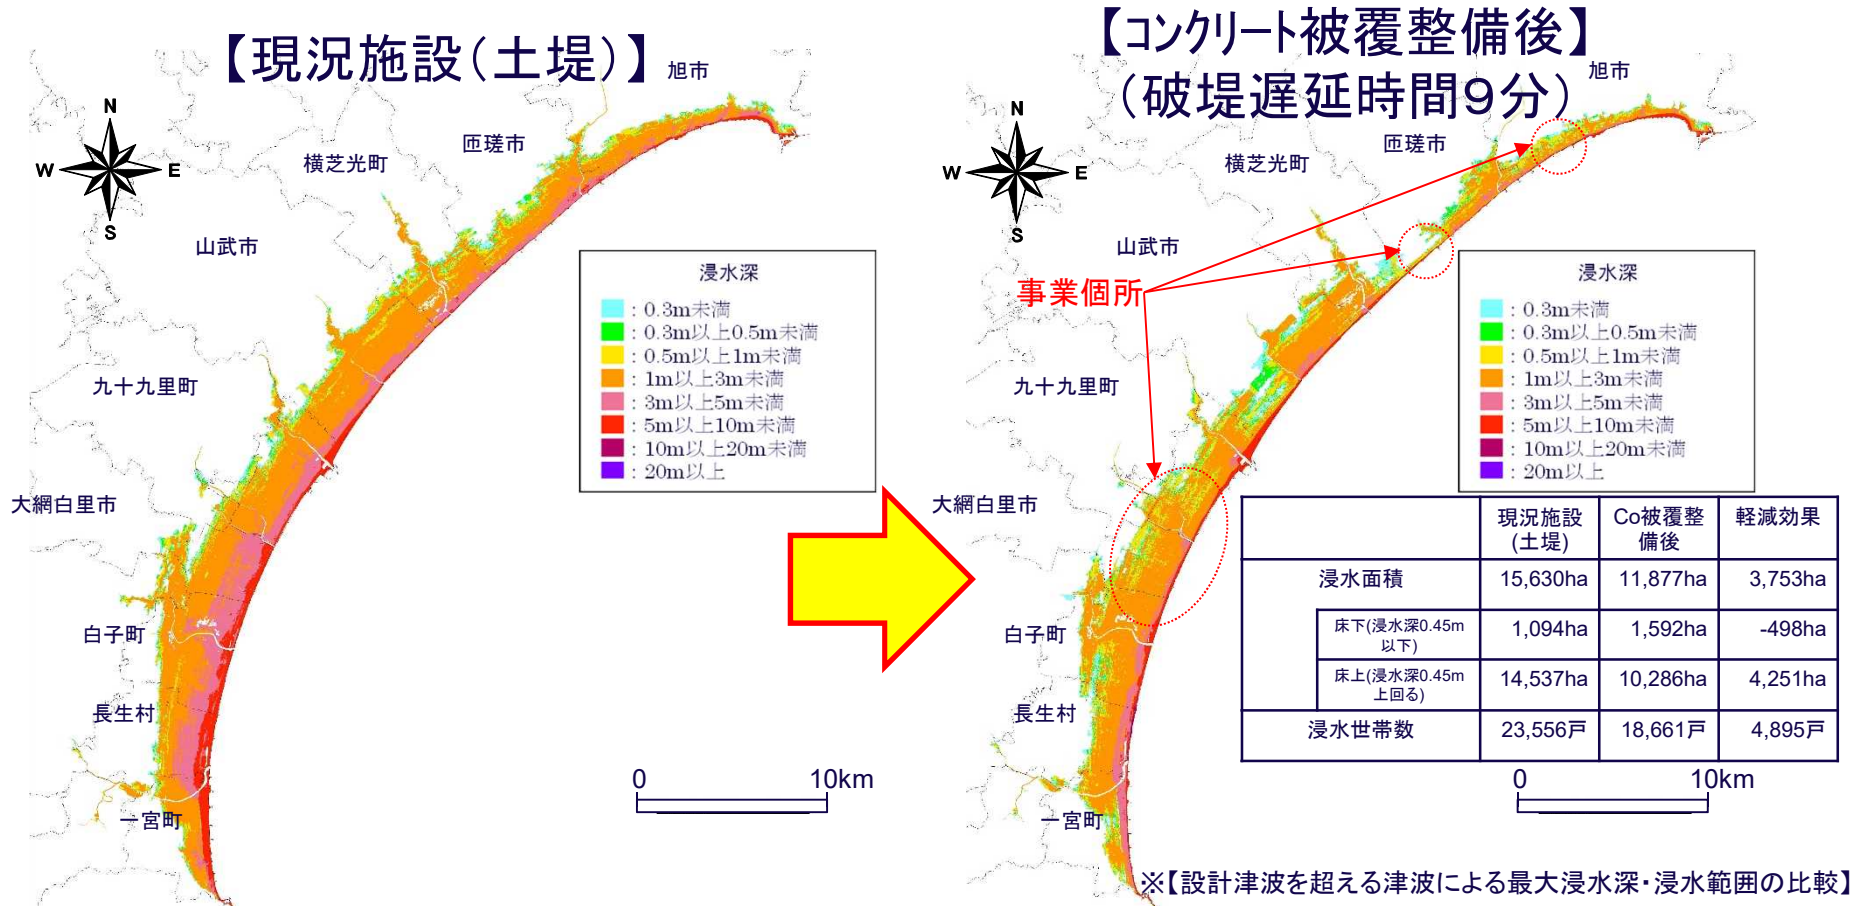 【現況施設(土堤)】
旭市
匝瑳市
横芝光町
山武市
九十九里町
大網白里市
白子町
長生村
一宮町
N
W
E
S
浸水深
: 0.3m未満
: 0.3m以上0.5m未満
: 0.5m以上1m未満
: 1m以上3m未満
: 3m以上5m未満
: 5m以上10m未満
: 10m以上20m未満
: 20m以上
0 10km
【コンクリート被覆整備後】
(破堤遅延時間9分)
旭市
匝瑳市
横芝光町
山武市
九十九里町
大網白里市
白子町
長生村
一宮町
N
W
E
S
事業個所
浸水深
: 0.3m未満
: 0.3m以上0.5m未満
: 0.5m以上1m未満
: 1m以上3m未満
: 3m以上5m未満
: 5m以上10m未満
: 10m以上20m未満
: 20m以上
現況施設 Co被覆整 軽減効果
(土堤) 備後
浸水面積 15,630ha 11,877ha 3,753ha
床下(浸水深0.45m 1,094ha 1,592ha -498ha
以下)
床上(浸水深0.45m 14,537ha 10,286ha 4,251ha
上回る)
浸水世帯数 23,556戸 18,661戸 4,895戸
0 10km
※【設計津波を超える津波による最大浸水深・浸水範囲の比較】